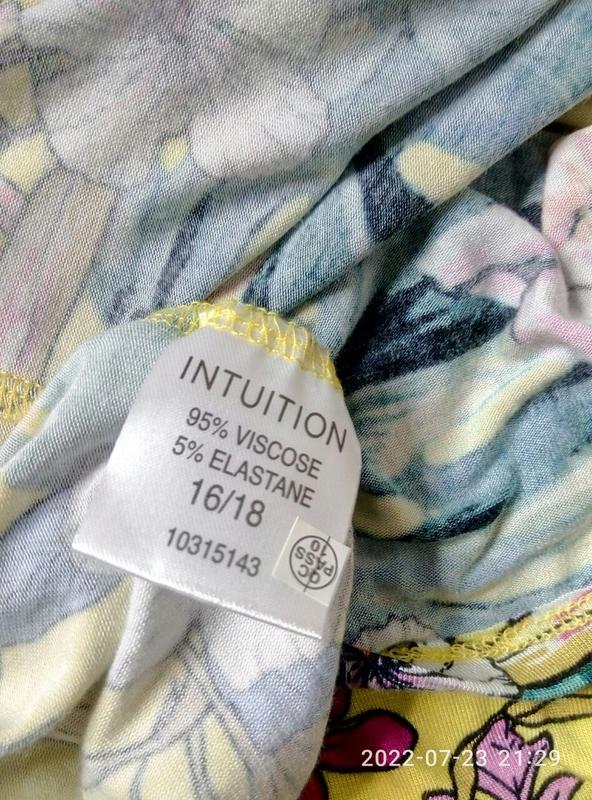 INTUITION
95% VISCOSE
5% ELASTANE
16/18
10315143
QC
PASS
10
2022-07-23 21:29